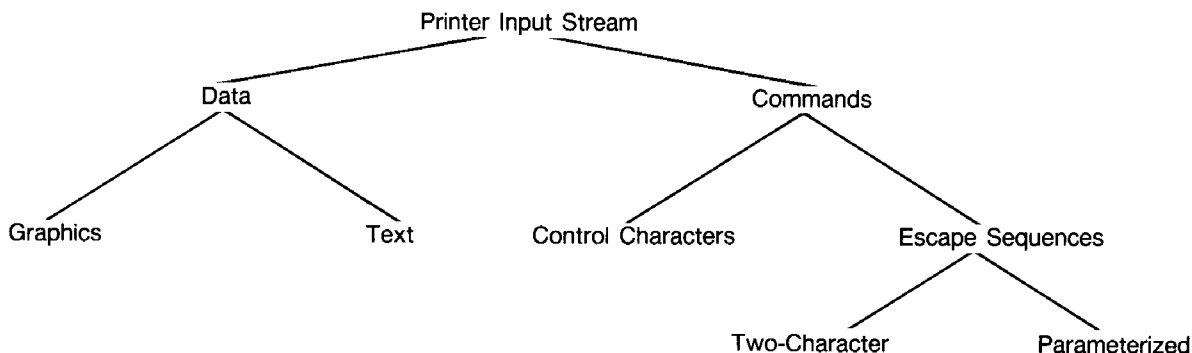 Printer Input Stream
Data
Commands
Graphics
Text
Control Characters
Escape Sequences
Two-Character
Parameterized